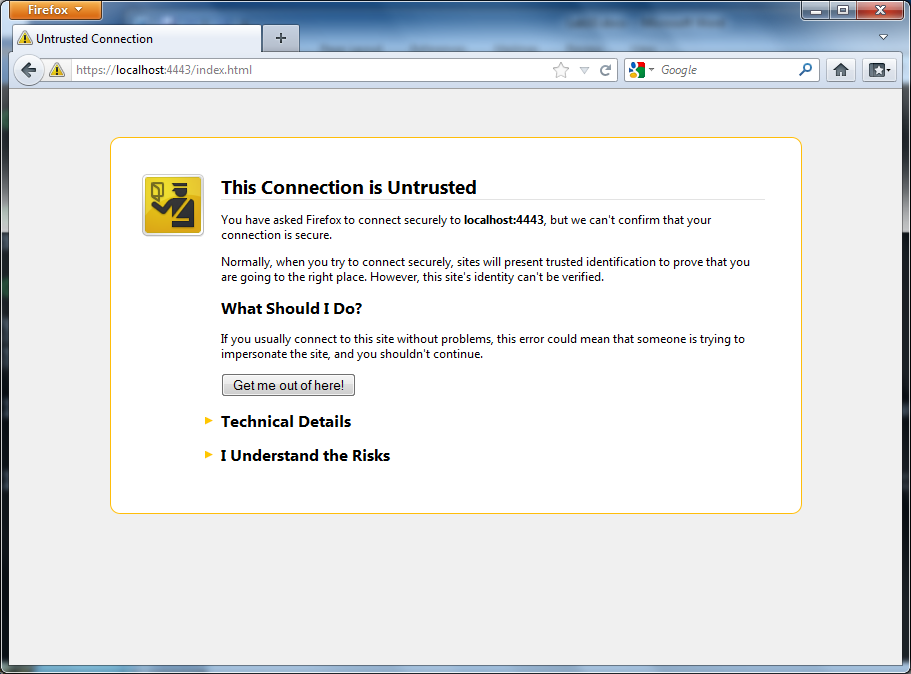 Firefox
Untrusted Connection
https://localhost:4443/index.html
Google
This Connection is Untrusted
You have asked Firefox to connect securely to localhost:4443, but we can't confirm that your
connection is secure.
Normally, when you try to connect securely, sites will present trusted identification to prove that you
are going to the right place. However, this site's identity can't be verified.
What Should I Do?
If you usually connect to this site without problems, this error could mean that someone is trying to
impersonate the site, and you shouldn't continue.
Get me out of here!
Technical Details
I Understand the Risks